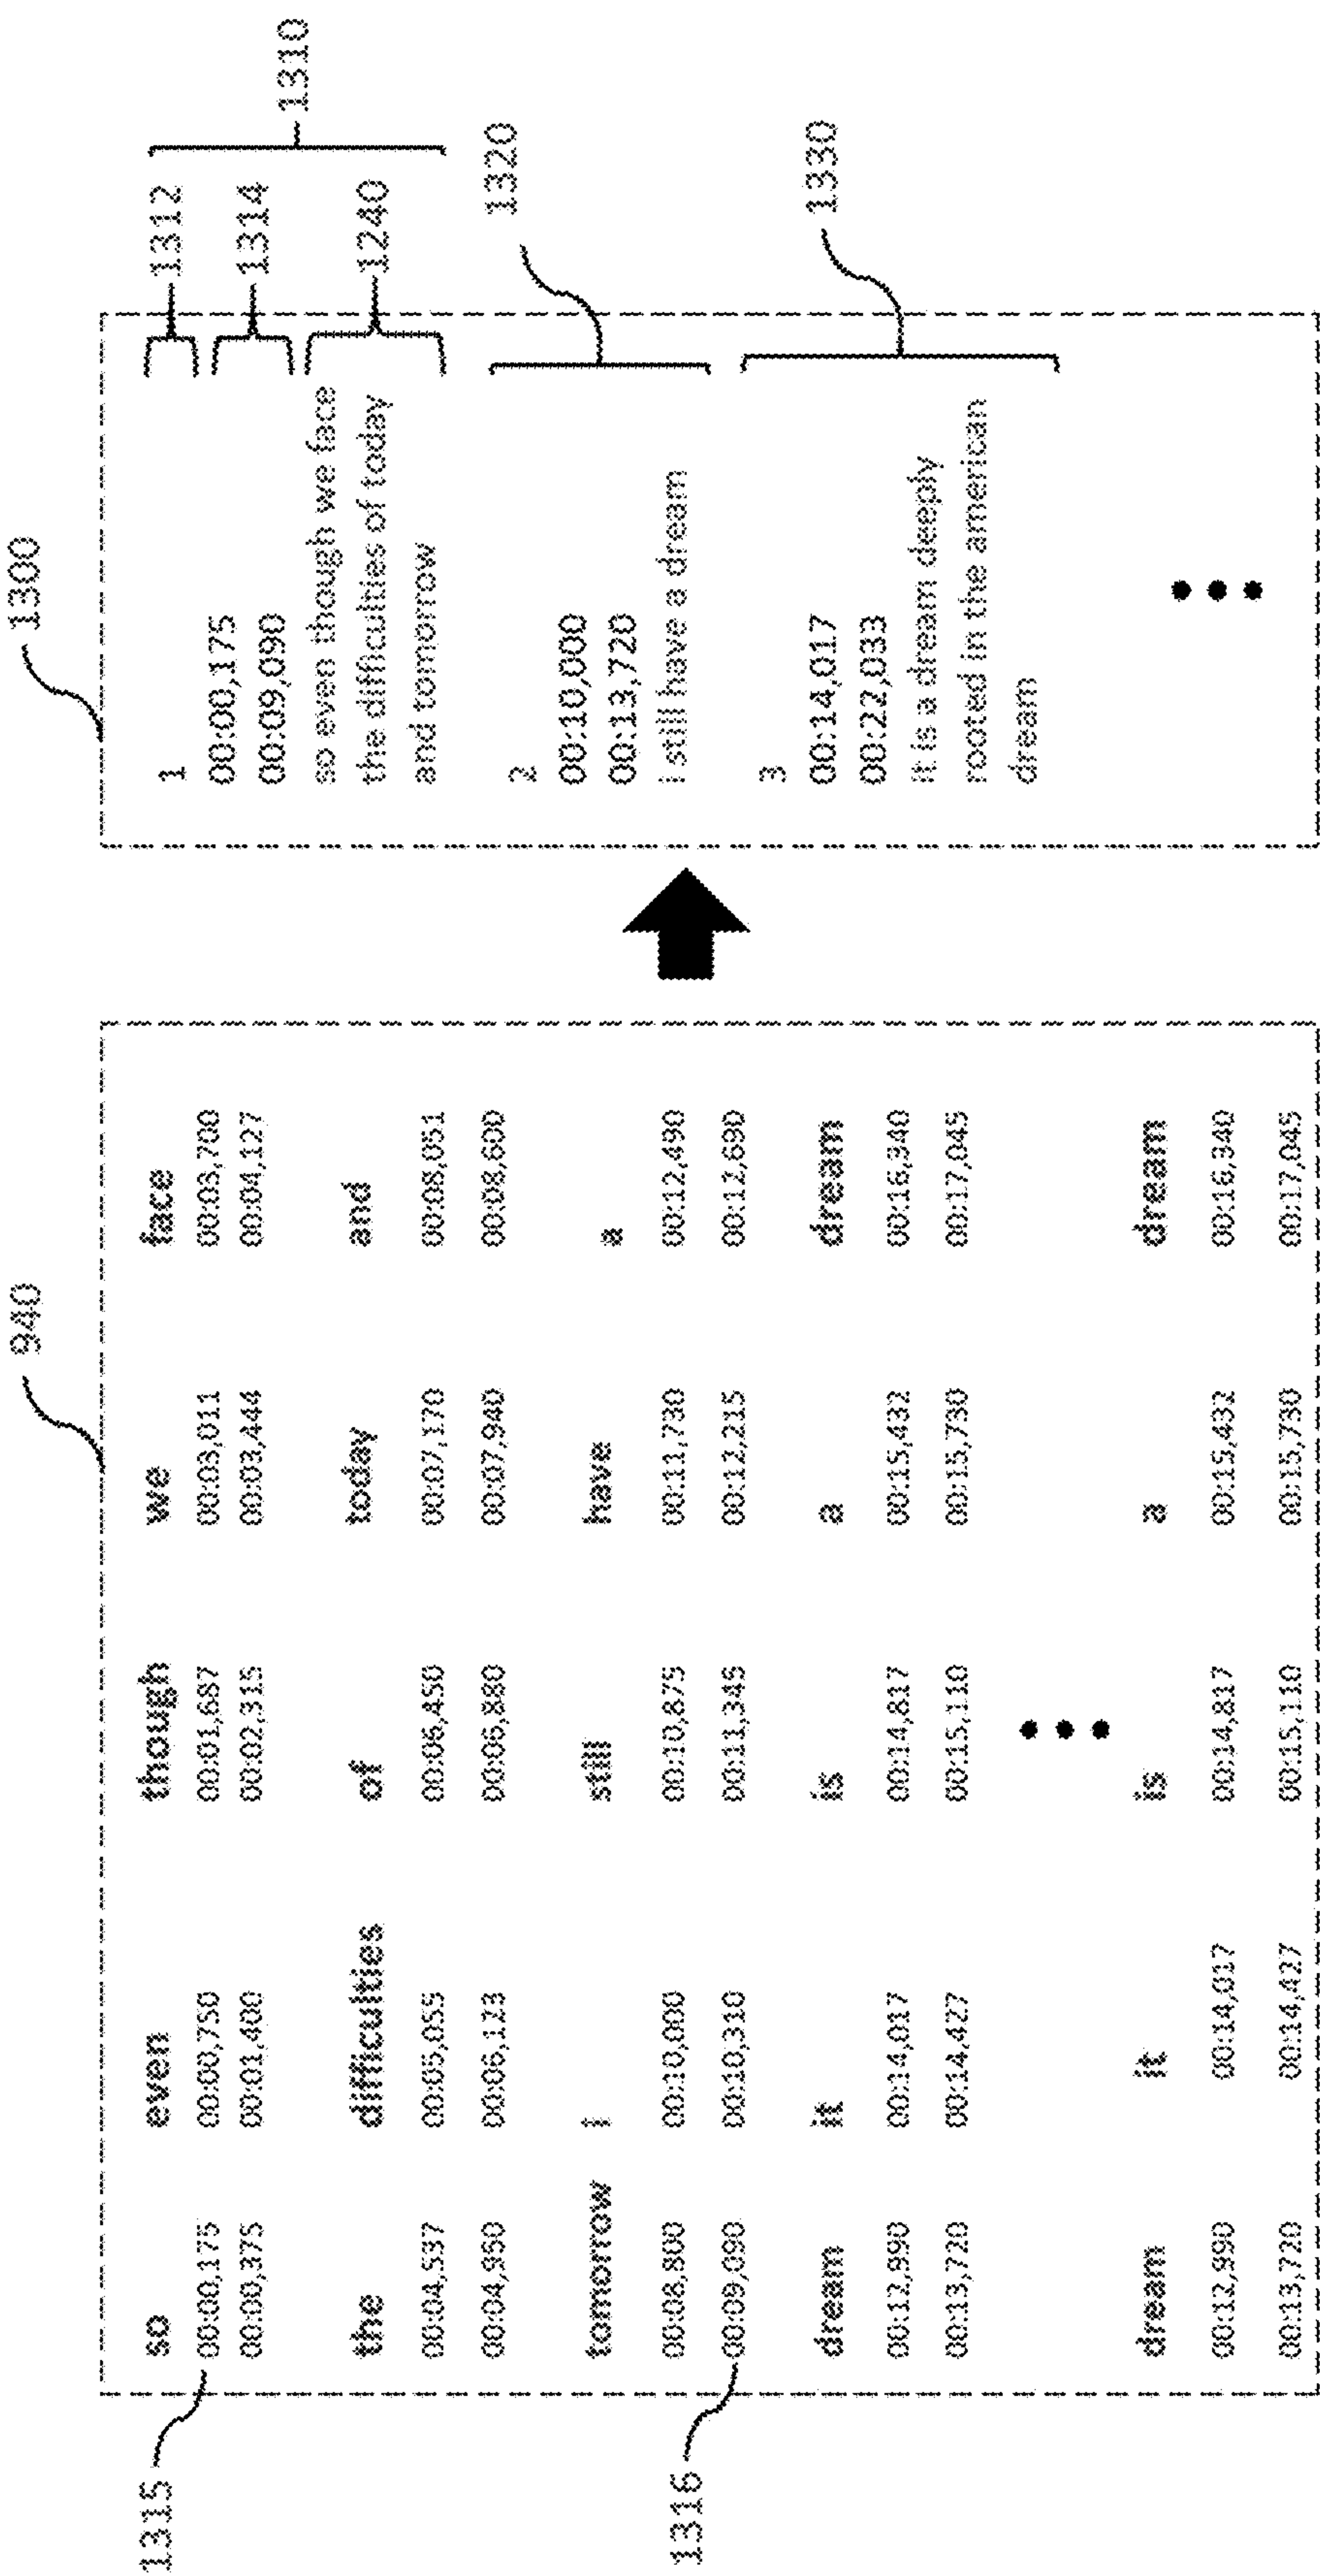 940
1300
so even though we face
00:00,175 00:00,750 00:01,687 00:03,011 00:03,700
00:00,375 00:01,400 00:02,315 00:03,444 00:04,127
the difficulties of today and
00:04,537 00:05,055 00:06,450 00:07,170 00:08,051
00:04,950 00:06,123 00:06,880 00:07,940 00:08,600
tomorrow i still have a
00:08,800 00:10,000 00:10,875 00:11,730 00:12,490
00:09,090 00:10,310 00:11,345 00:12,215 00:12,690
dream it is a dream
00:12,990 00:14,017 00:14,817 00:15,432 00:16,340
00:13,720 00:14,427 00:15,110 00:15,730 00:17,045
dream it is a dream
00:12,990 00:14,017 00:14,817 00:15,432 00:16,340
00:13,720 00:14,427 00:15,110 00:15,730 00:17,045
1315
1316
1
00:00,175
00:09,090
so even though we face
the difficulties of today
and tomorrow
2
00:10,000
00:13,720
i still have a dream
3
00:14,017
00:22,033
it is a dream deeply
rooted in the american
dream
1312
1314
1240
1310
1320
1330